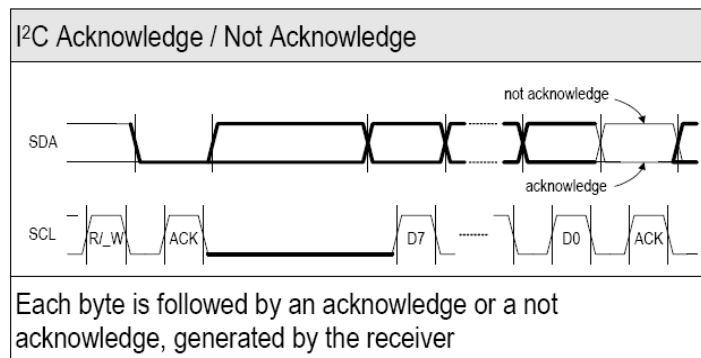 I²C Acknowledge / Not Acknowledge
not acknowledge
SDA
acknowledge
SCL R/_W ACK D7 D0 ACK
Each byte is followed by an acknowledge or a not
acknowledge, generated by the receiver